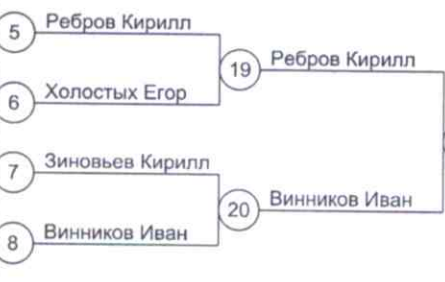 5 Ребров Кирилл
19 Ребров Кирилл
6 Холостых Егор
7 Зиновьев Кирилл
20 Винников Иван
8 Винников Иван